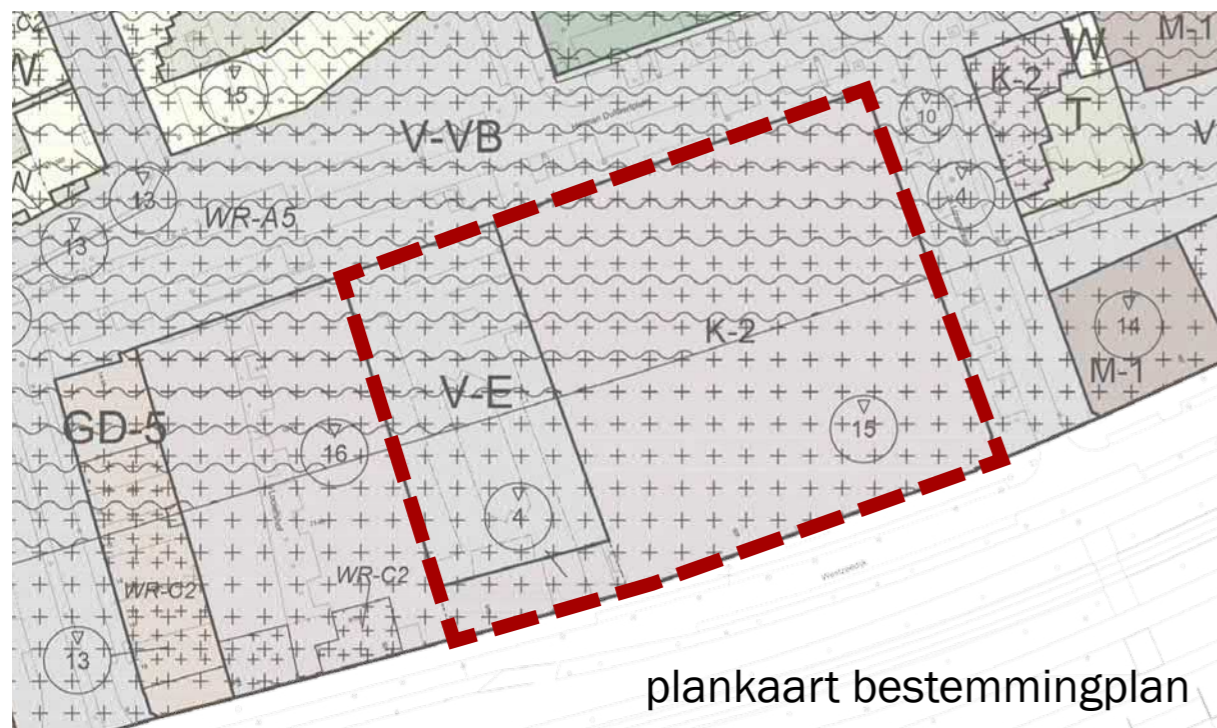 M-1
15
W
K-2
T
10
V-VB
13
WR-A5
4
13
K-2
14
M-1
V-E
GD-5
15
16
4
WR-C2
WR-C2
Westzeedijk
13
plankaart bestemmingplan